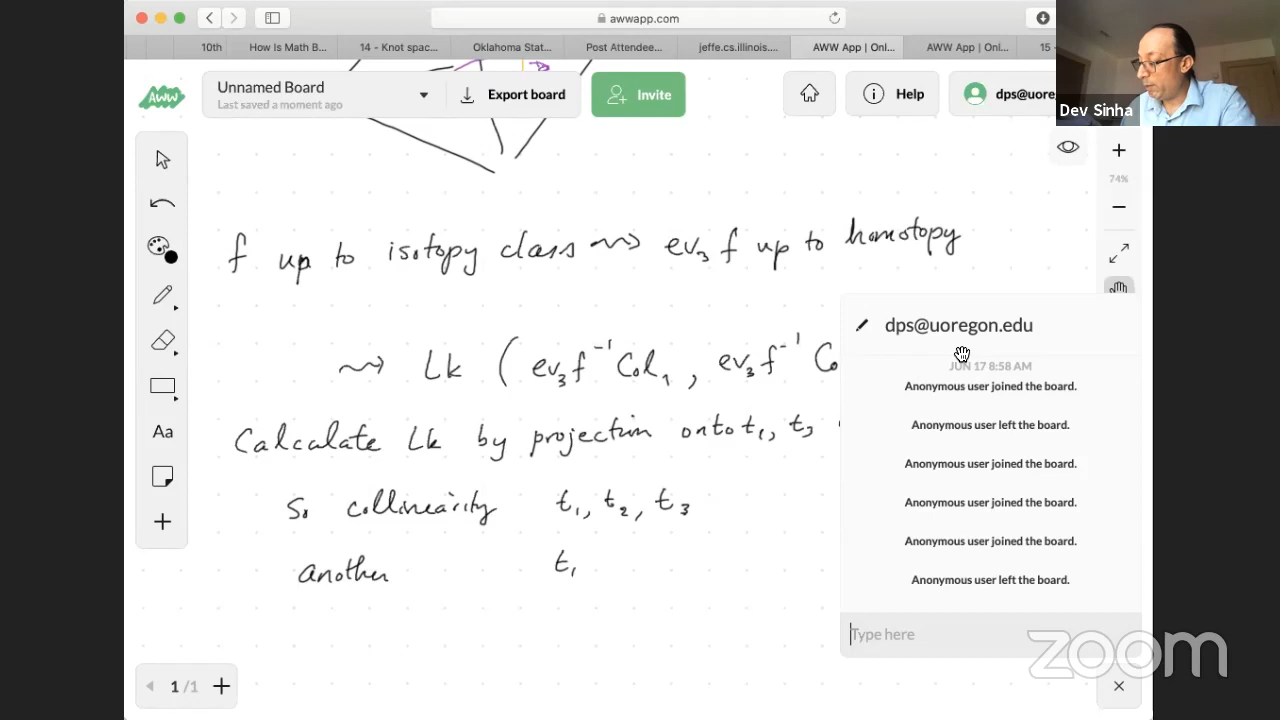 awwapp.com
10th
How Is Math B...
14 - Knot spac...
Oklahoma Stat...
Post Attendee...
jeffe.cs.illinois....
AWW App | Onl...
AWW App | Onl...
15 -
AWW
Unnamed Board
Last saved a moment ago
Export board
Invite
Help
dps@uore
Dev Sinha
74%
f up to isotopy class ⇝ ev₃ f up to homotopy
⇝ Lk ( ev₃f⁻¹Col₁ , ev₃f⁻¹ Co
Calculate Lk by projection onto t₁, t₃
So collinearity t₁, t₂, t₃
another t₁
Aa
dps@uoregon.edu
JUN 17 8:58 AM
Anonymous user joined the board.
Anonymous user left the board.
Anonymous user joined the board.
Anonymous user joined the board.
Anonymous user joined the board.
Anonymous user left the board.
Type here
1 /1
zoom